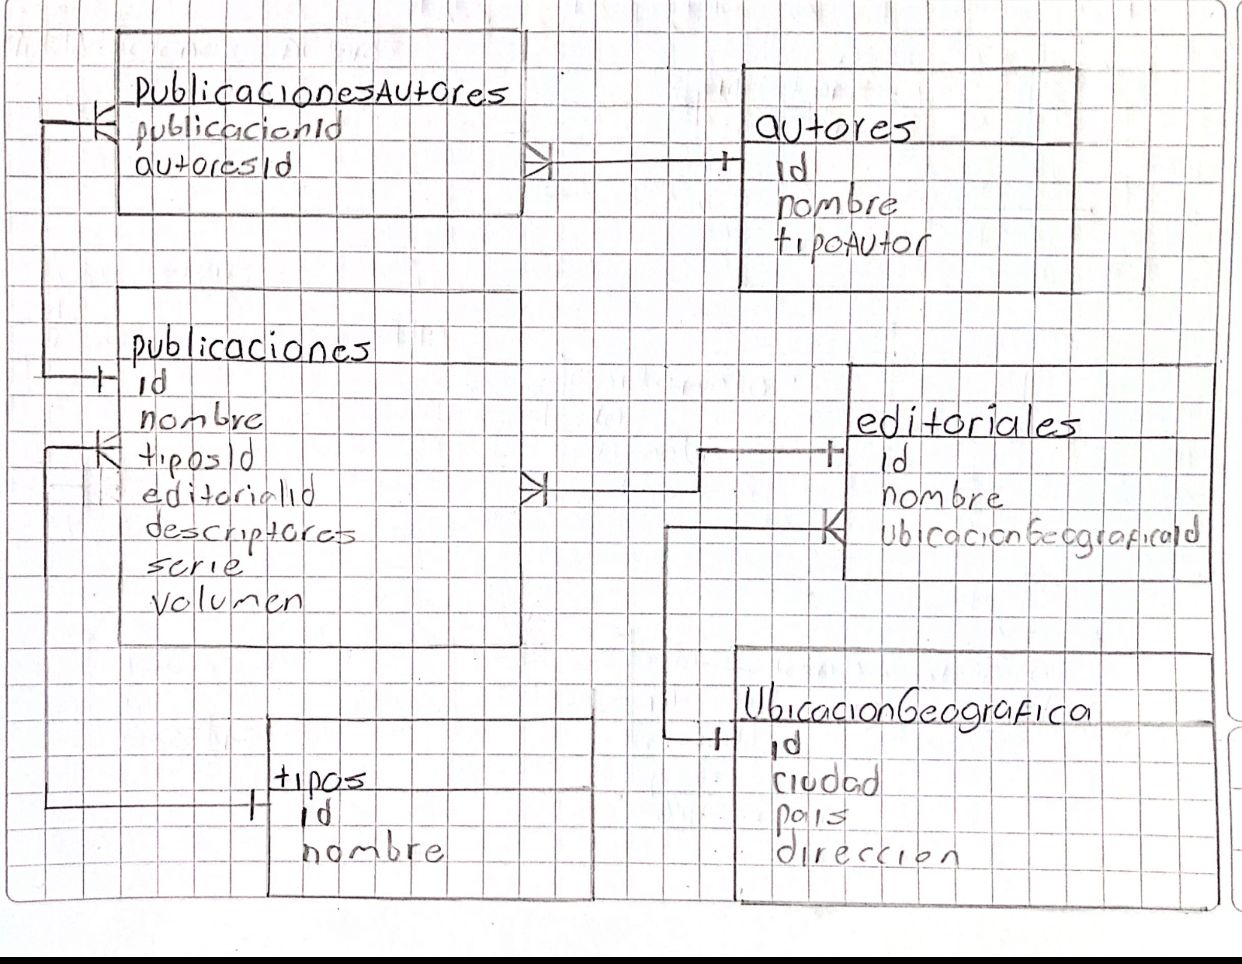 PublicacionesAutores
publicacionId
autoresId
autores
id
nombre
tipoAutor
publicaciones
id
nombre
tiposId
editorialId
descriptores
serie
volumen
editoriales
id
nombre
UbicacionGeograficaId
UbicacionGeografica
id
ciudad
pais
direccion
tipos
id
nombre